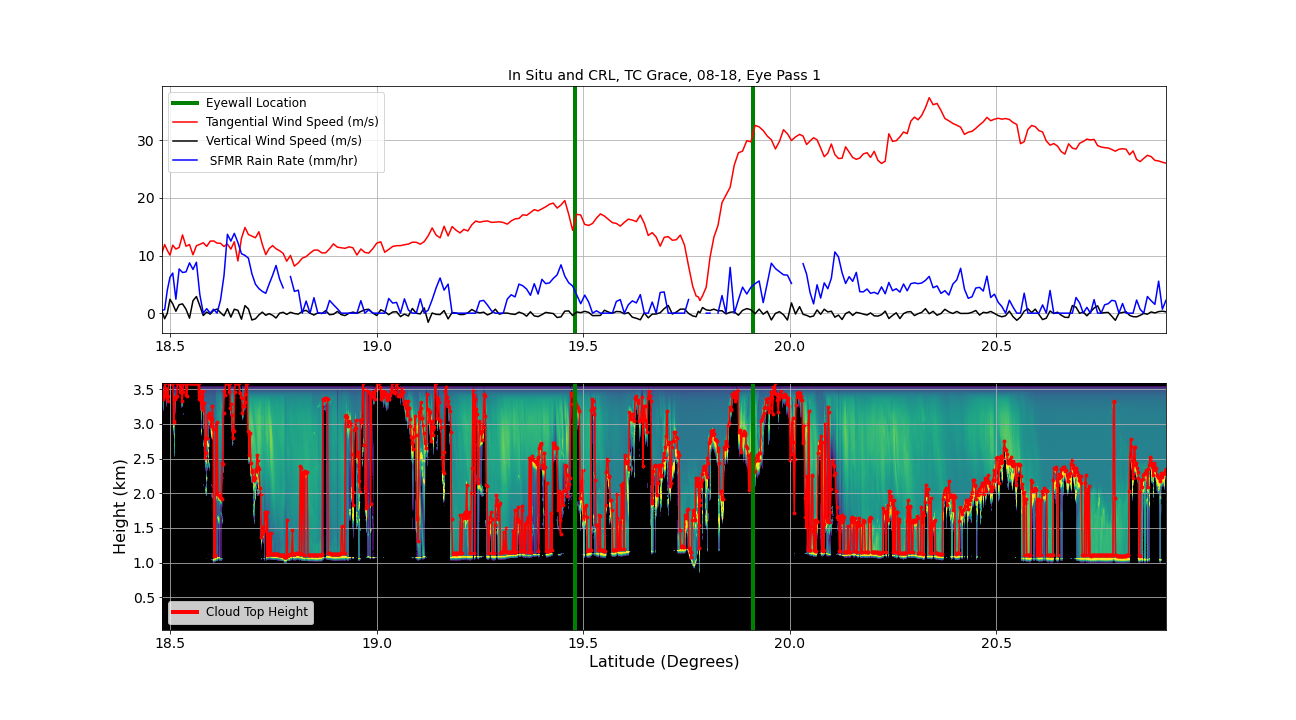 In Situ and CRL, TC Grace, 08-18, Eye Pass 1
Eyewall Location
Tangential Wind Speed (m/s)
Vertical Wind Speed (m/s)
SFMR Rain Rate (mm/hr)
30
20
10
0
18.5 19.0 19.5 20.0 20.5
3.5
3.0
2.5
2.0
1.5
1.0
0.5
Height (km)
Cloud Top Height
18.5 19.0 19.5 20.0 20.5
Latitude (Degrees)